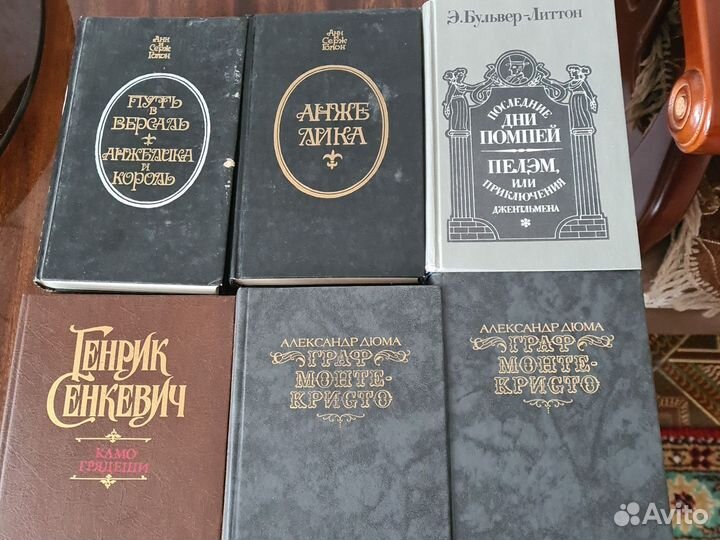 Анн
и
Серж
Голон
ПУТЬ
В
ВЕРСАЛЬ
АНЖЕЛИКА
И
КОРОЛЬ
Анн
и
Серж
Голон
АНЖЕ
ЛИКА
Э.Бульвер-Литтон
ПОСЛЕДНИЕ
ДНИ
ПОМПЕЙ
ПЕЛЭМ,
ИЛИ
ПРИКЛЮЧЕНИЯ
ДЖЕНТЛЬМЕНА
ГЕНРИК
СЕНКЕВИЧ
КАМО
ГРЯДЕШИ
АЛЕКСАНДР ДЮМА
ГРАФ
МОНТЕ-
КРИСТО
АЛЕКСАНДР ДЮМА
ГРАФ
МОНТЕ-
КРИСТО
Avito